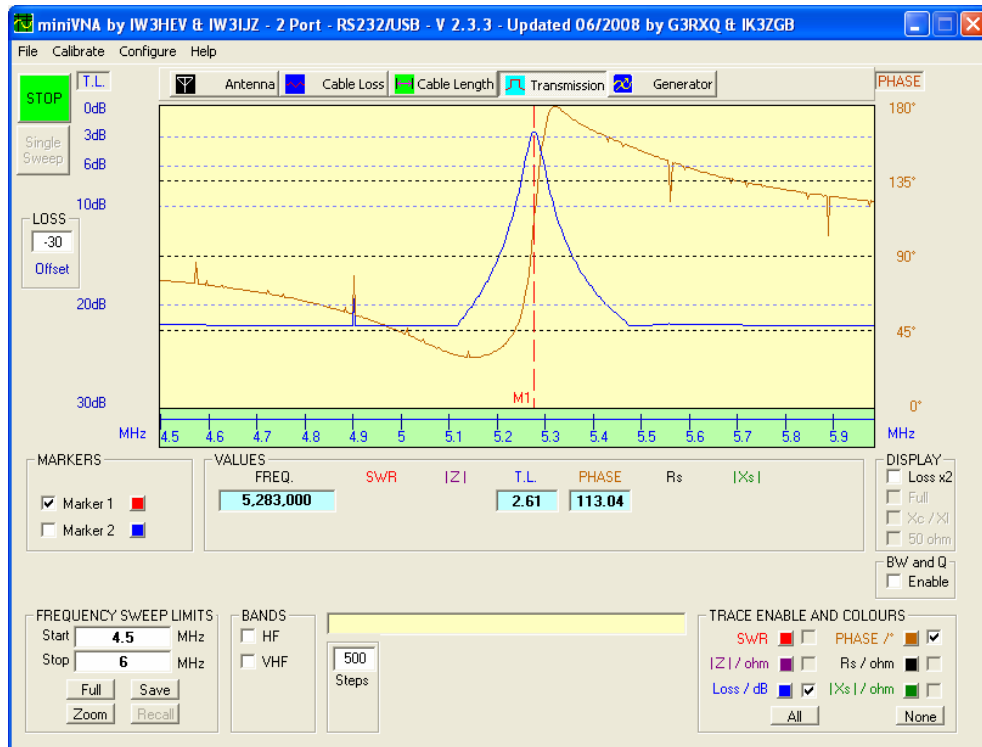 miniVNA by IW3HEV & IW3IJZ - 2 Port - RS232/USB - V 2.3.3 - Updated 06/2008 by G3RXQ & IK3ZGB
File Calibrate Configure Help
STOP
T.L.
Antenna
Cable Loss
Cable Length
Transmission
Generator
PHASE
Single Sweep
LOSS
-30
Offset
0dB
3dB
6dB
10dB
20dB
30dB
180°
135°
90°
45°
0°
M1
MHz 4.5 4.6 4.7 4.8 4.9 5 5.1 5.2 5.3 5.4 5.5 5.6 5.7 5.8 5.9 MHz
MARKERS
Marker 1
Marker 2
VALUES
FREQ. SWR |Z| T.L. PHASE Rs |Xs|
5,283,000 2.61 113.04
DISPLAY
Loss x2
Full
Xc / Xl
50 ohm
BW and Q
Enable
FREQUENCY SWEEP LIMITS
Start 4.5 MHz
Stop 6 MHz
Full Save
Zoom Recall
BANDS
HF
VHF
500
Steps
TRACE ENABLE AND COLOURS
SWR PHASE /°
|Z| / ohm Rs / ohm
Loss / dB |Xs| / ohm
All None